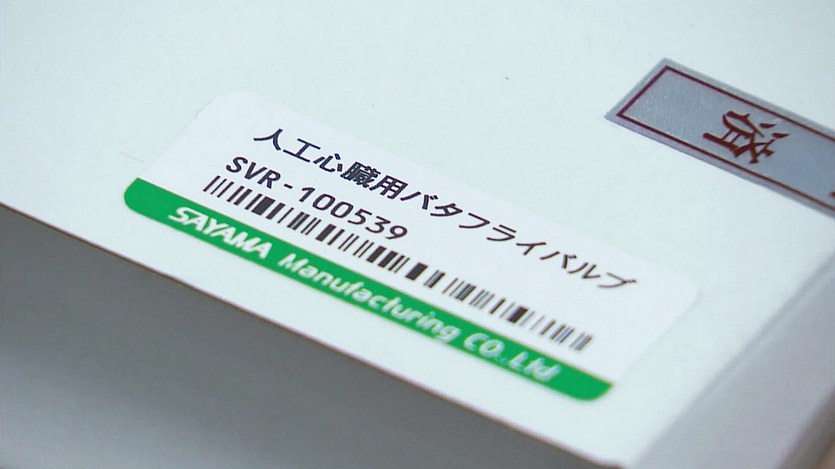 人工心臓用バタフライバルブ
SVR-100539
SAYAMA Manufacturing CO.,Ltd
済